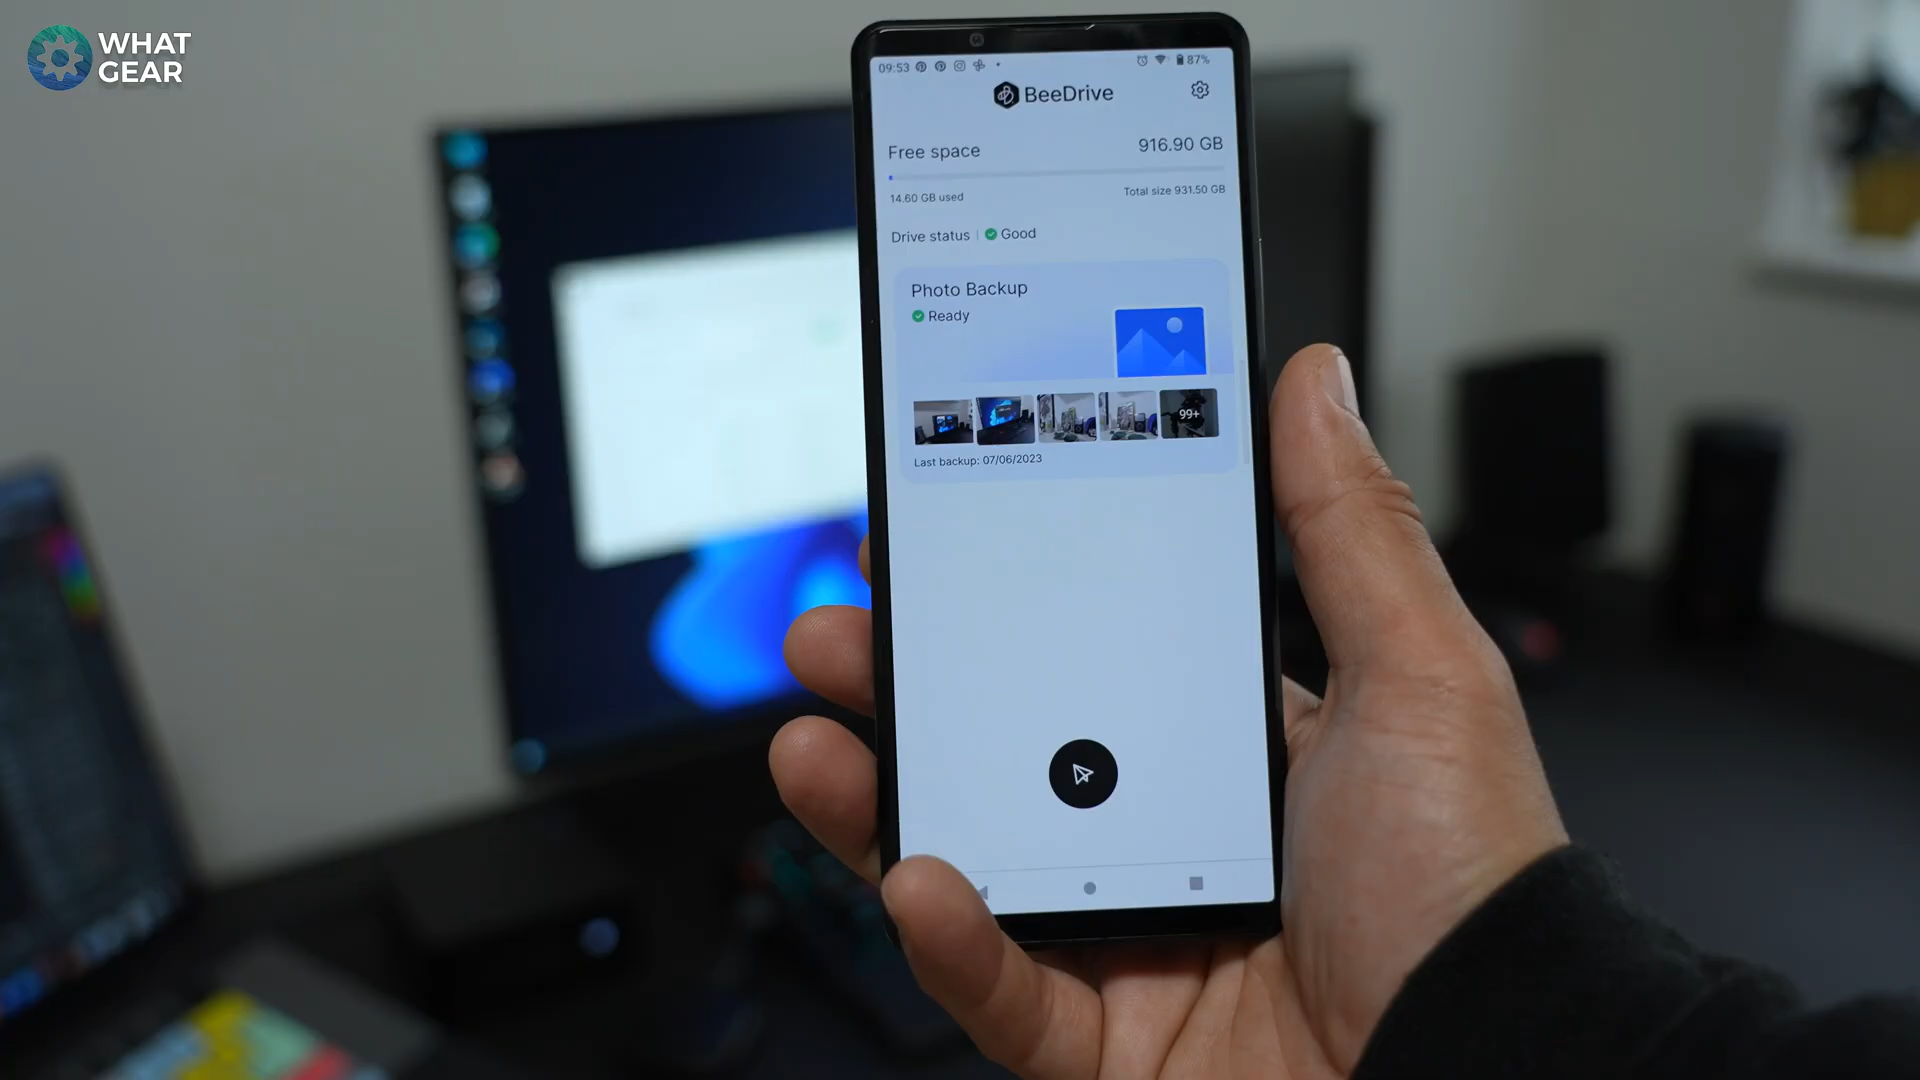 WHAT
GEAR
09:53
87%
BeeDrive
Free space
916.90 GB
14.60 GB used
Total size 931.50 GB
Drive status
Good
Photo Backup
Ready
99+
Last backup: 07/06/2023